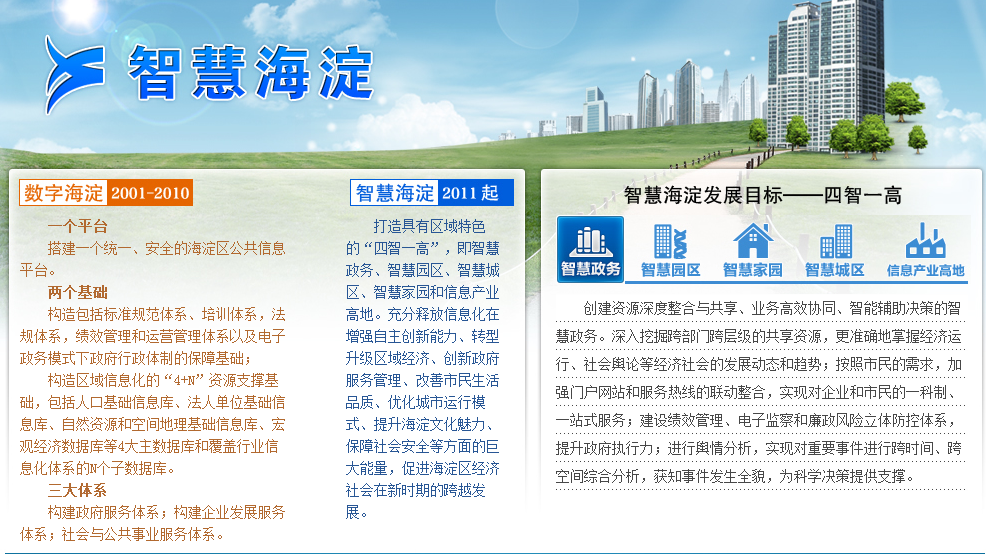 智慧海淀
数字海淀 2001-2010
一个平台
搭建一个统一、安全的海淀区公共信息
平台。
两个基础
构造包括标准规范体系、培训体系，法
规体系，绩效管理和运营管理体系以及电子
政务模式下政府行政体制的保障基础；
构造区域信息化的“4+N”资源支撑基
础，包括人口基础信息库、法人单位基础信
息库、自然资源和空间地理基础信息库、宏
观经济数据库等4大主数据库和覆盖行业信
息化体系的N个子数据库。
三大体系
构建政府服务体系；构建企业发展服务
体系；社会与公共事业服务体系。
智慧海淀 2011 起
打造具有区域特色
的“四智一高”，即智慧
政务、智慧园区、智慧城
区、智慧家园和信息产业
高地。充分释放信息化在
增强自主创新能力、转型
升级区域经济、创新政府
服务管理、改善市民生活
品质、优化城市运行模
式、提升海淀文化魅力、
保障社会安全等方面的巨
大能量，促进海淀区经济
社会在新时期的跨越发
展。
智慧海淀发展目标——四智一高
智慧政务 智慧园区 智慧家园 智慧城区 信息产业高地
创建资源深度整合与共享、业务高效协同、智能辅助决策的智
慧政务。深入挖掘跨部门跨层级的共享资源，更准确地掌握经济运
行、社会舆论等经济社会的发展动态和趋势；按照市民的需求，加
强门户网站和服务热线的联动整合，实现对企业和市民的一科制、
一站式服务；建设绩效管理、电子监察和廉政风险立体防控体系，
提升政府执行力；进行舆情分析，实现对重要事件进行跨时间、跨
空间综合分析，获知事件发生全貌，为科学决策提供支撑。